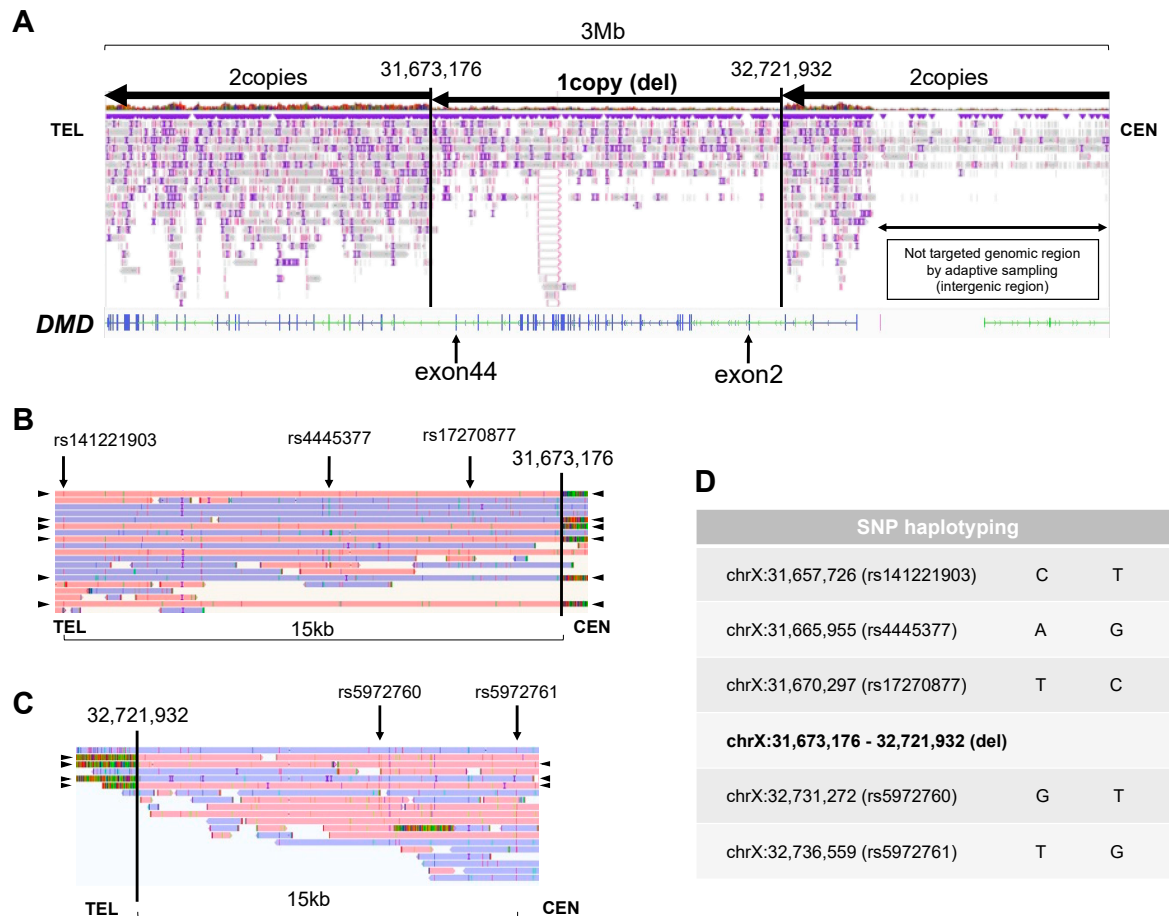 A
3Mb
2copies
31,673,176
1copy (del)
32,721,932
2copies
TEL
CEN
Not targeted genomic region
by adaptive sampling
(intergenic region)
DMD
exon44
exon2
B
rs141221903
rs4445377
rs17270877
31,673,176
TEL
15kb
CEN
C
32,721,932
rs5972760
rs5972761
TEL
15kb
CEN
D
SNP haplotyping
chrX:31,657,726 (rs141221903) C T
chrX:31,665,955 (rs4445377) A G
chrX:31,670,297 (rs17270877) T C
chrX:31,673,176 - 32,721,932 (del)
chrX:32,731,272 (rs5972760) G T
chrX:32,736,559 (rs5972761) T G